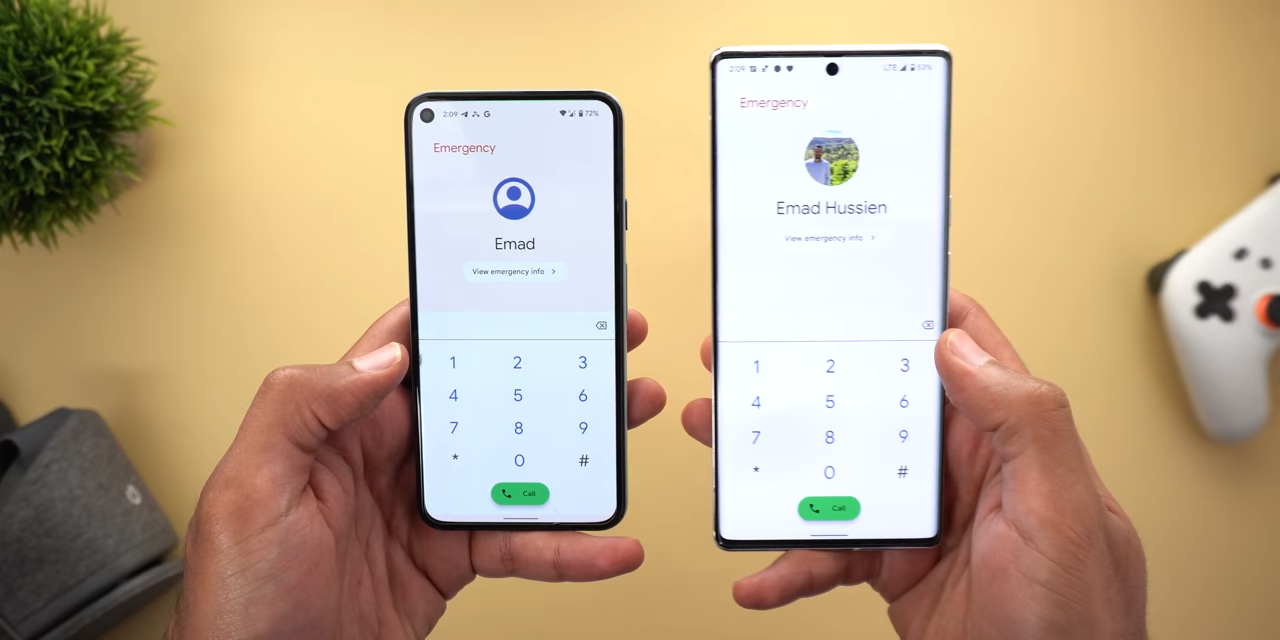 2:09
72%
Emergency
Emad
View emergency info
1 2 3
4 5 6
7 8 9
* 0 #
Call
2:09
LTE 53%
Emergency
Emad Hussien
View emergency info
1 2 3
4 5 6
7 8 9
* 0 #
Call